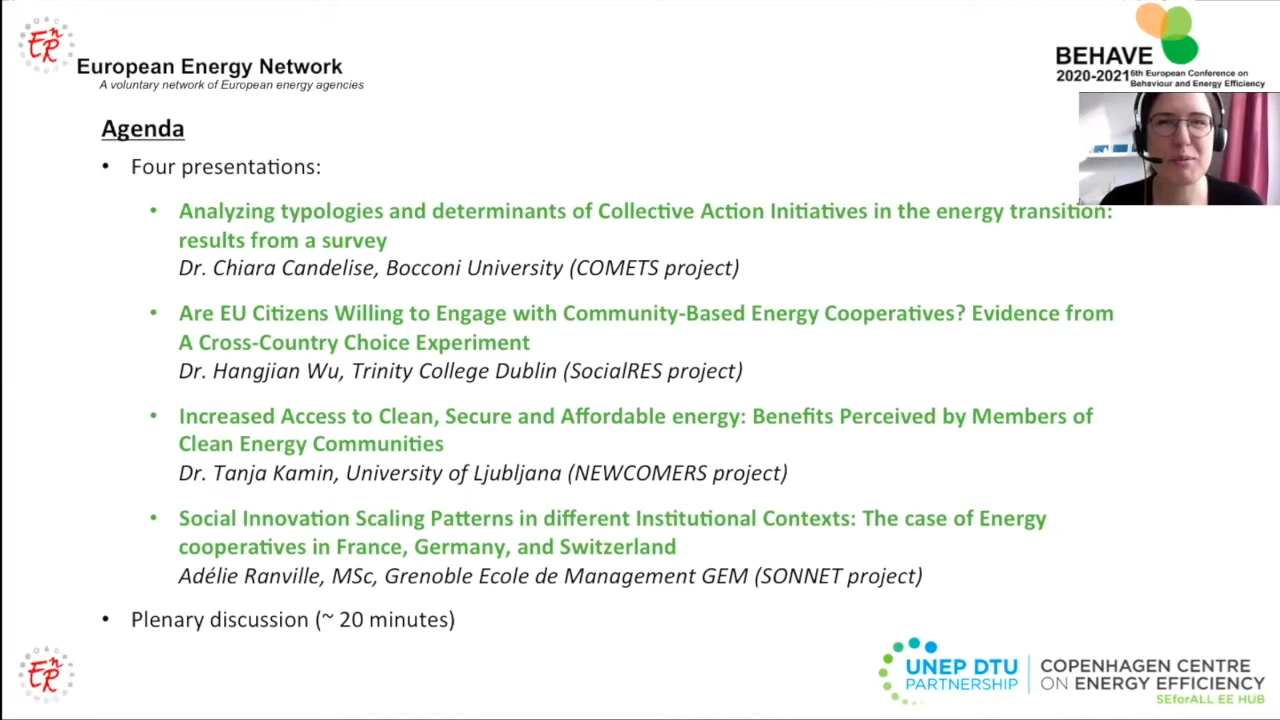 EnR
European Energy Network
A voluntary network of European energy agencies
BEHAVE
2020-2021 6th European Conference on
Behaviour and Energy Efficiency
Agenda
• Four presentations:
• Analyzing typologies and determinants of Collective Action Initiatives in the energy transition:
results from a survey
Dr. Chiara Candelise, Bocconi University (COMETS project)
• Are EU Citizens Willing to Engage with Community-Based Energy Cooperatives? Evidence from
A Cross-Country Choice Experiment
Dr. Hangjian Wu, Trinity College Dublin (SocialRES project)
• Increased Access to Clean, Secure and Affordable energy: Benefits Perceived by Members of
Clean Energy Communities
Dr. Tanja Kamin, University of Ljubljana (NEWCOMERS project)
• Social Innovation Scaling Patterns in different Institutional Contexts: The case of Energy
cooperatives in France, Germany, and Switzerland
Adélie Ranville, MSc, Grenoble Ecole de Management GEM (SONNET project)
• Plenary discussion (~ 20 minutes)
EnR
UNEP DTU
PARTNERSHIP
COPENHAGEN CENTRE
ON ENERGY EFFICIENCY
SEforALL EE HUB